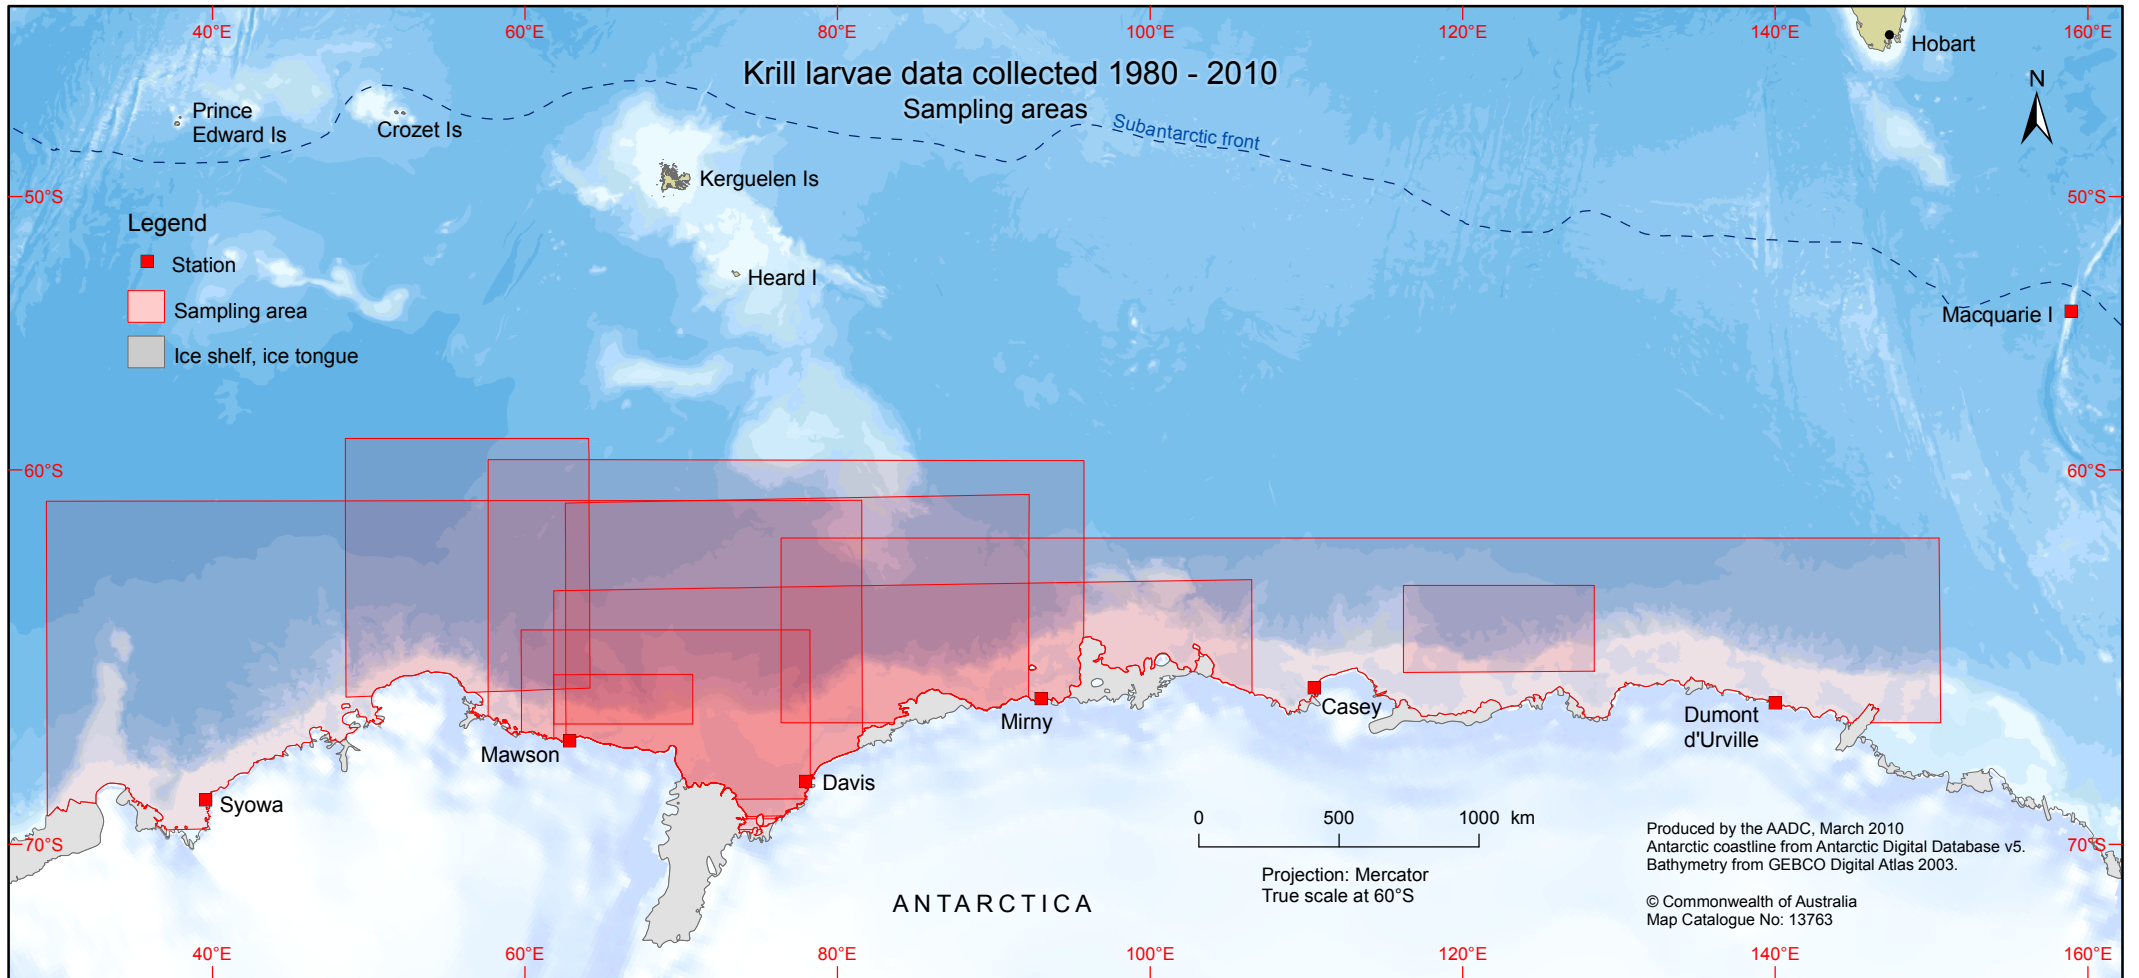 40°E
60°E
80°E
100°E
120°E
140°E
160°E
Hobart
N
Krill larvae data collected 1980 - 2010
Sampling areas
Prince
Edward Is
Crozet Is
Subantarctic front
Kerguelen Is
50°S
50°S
Legend
Station
Sampling area
Ice shelf, ice tongue
Heard I
Macquarie I
60°S
60°S
Mawson
Syowa
Davis
Mirny
Casey
Dumont
d'Urville
0 500 1000 km
Projection: Mercator
True scale at 60°S
Produced by the AADC, March 2010
Antarctic coastline from Antarctic Digital Database v5.
Bathymetry from GEBCO Digital Atlas 2003.
© Commonwealth of Australia
Map Catalogue No: 13763
70°S
70°S
ANTARCTICA
40°E
60°E
80°E
100°E
120°E
140°E
160°E